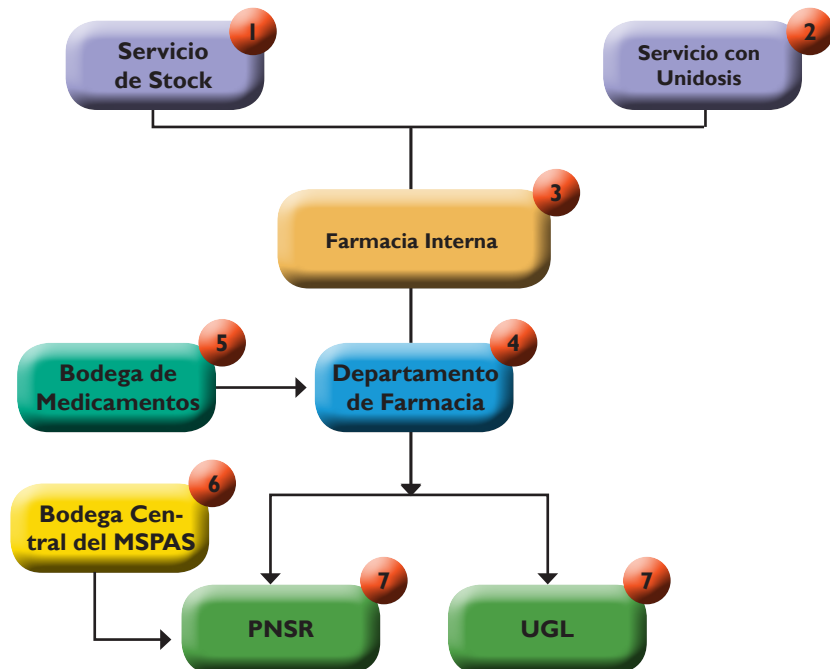 1
Servicio
de Stock
2
Servicio con
Unidosis
3
Farmacia Interna
5
Bodega de
Medicamentos
4
Departamento
de Farmacia
6
Bodega Cen-
tral del MSPAS
7
PNSR
7
UGL